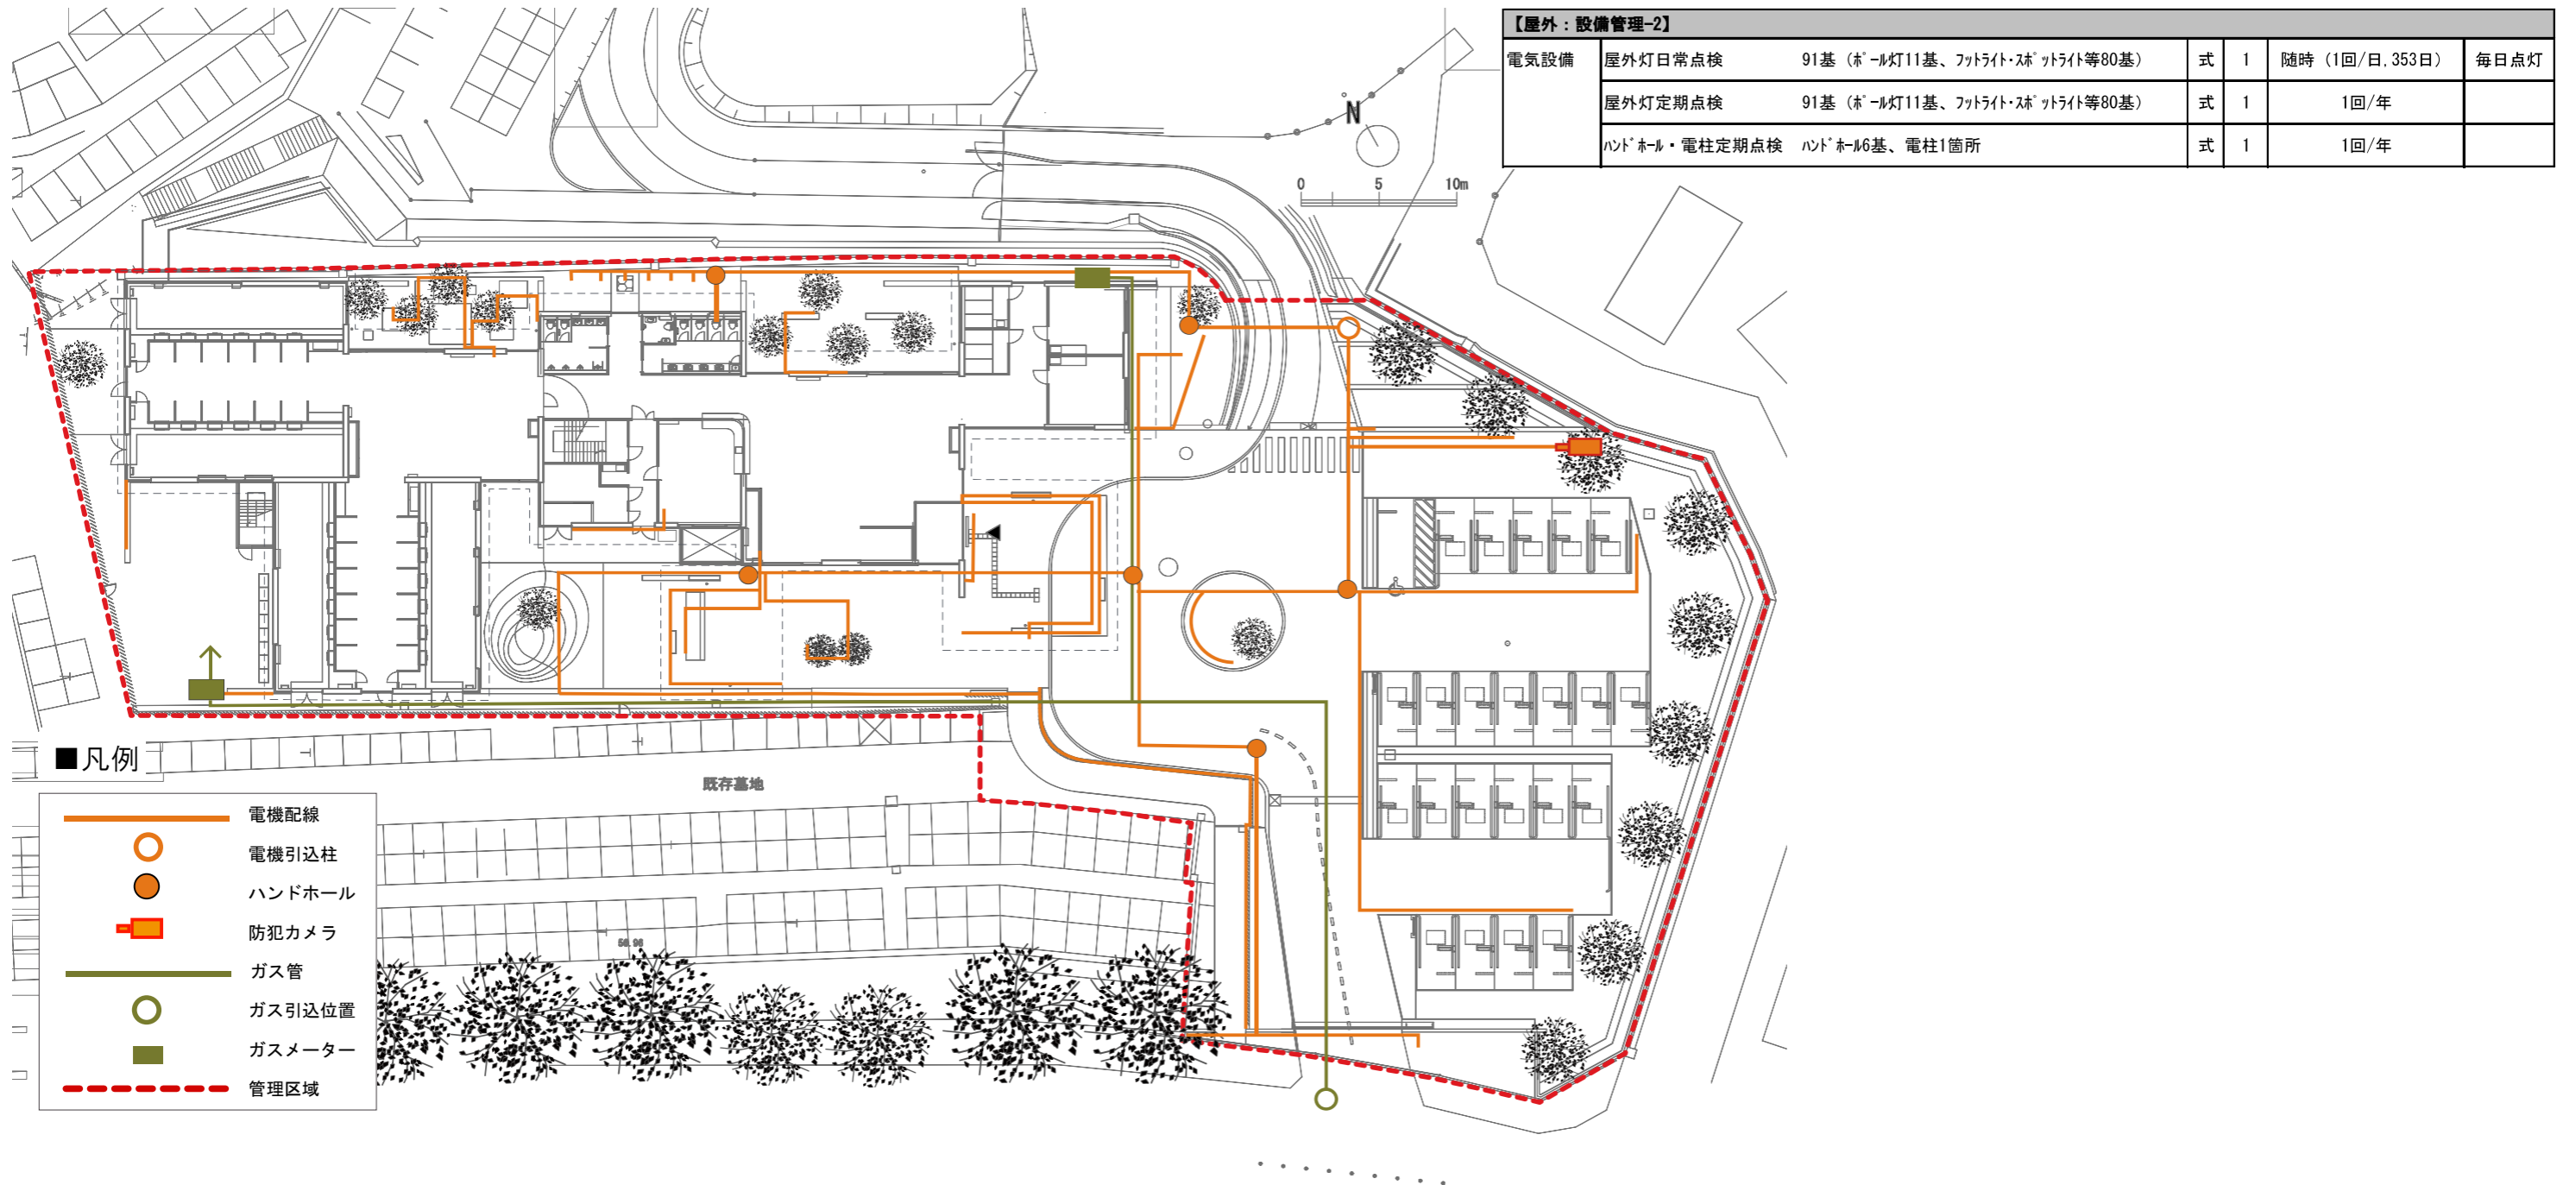 【屋外：設備管理-2】
電気設備 屋外灯日常点検 91基（ﾎﾟｰﾙ灯11基、ﾌｯﾄﾗｲﾄ・ｽﾎﾟｯﾄﾗｲﾄ等80基） 式 1 随時（1回/日,353日） 毎日点灯
屋外灯定期点検 91基（ﾎﾟｰﾙ灯11基、ﾌｯﾄﾗｲﾄ・ｽﾎﾟｯﾄﾗｲﾄ等80基） 式 1 1回/年
ﾊﾝﾄﾞﾎｰﾙ・電柱定期点検 ﾊﾝﾄﾞﾎｰﾙ6基、電柱1箇所 式 1 1回/年
N
0 5 10m
既存墓地
50.96
■凡例
電機配線
電機引込柱
ハンドホール
防犯カメラ
ガス管
ガス引込位置
ガスメーター
管理区域